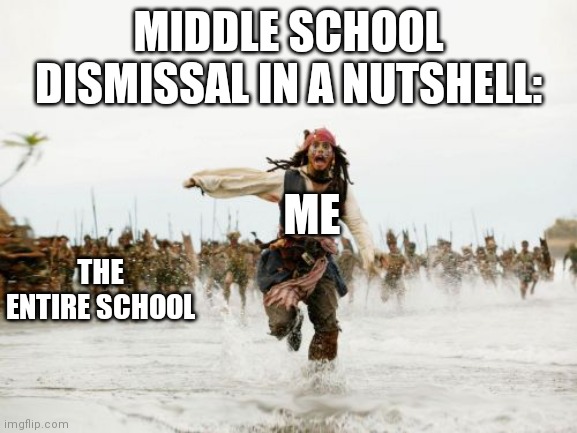 MIDDLE SCHOOL
DISMISSAL IN A NUTSHELL:
ME
THE
ENTIRE SCHOOL
imgflip.com